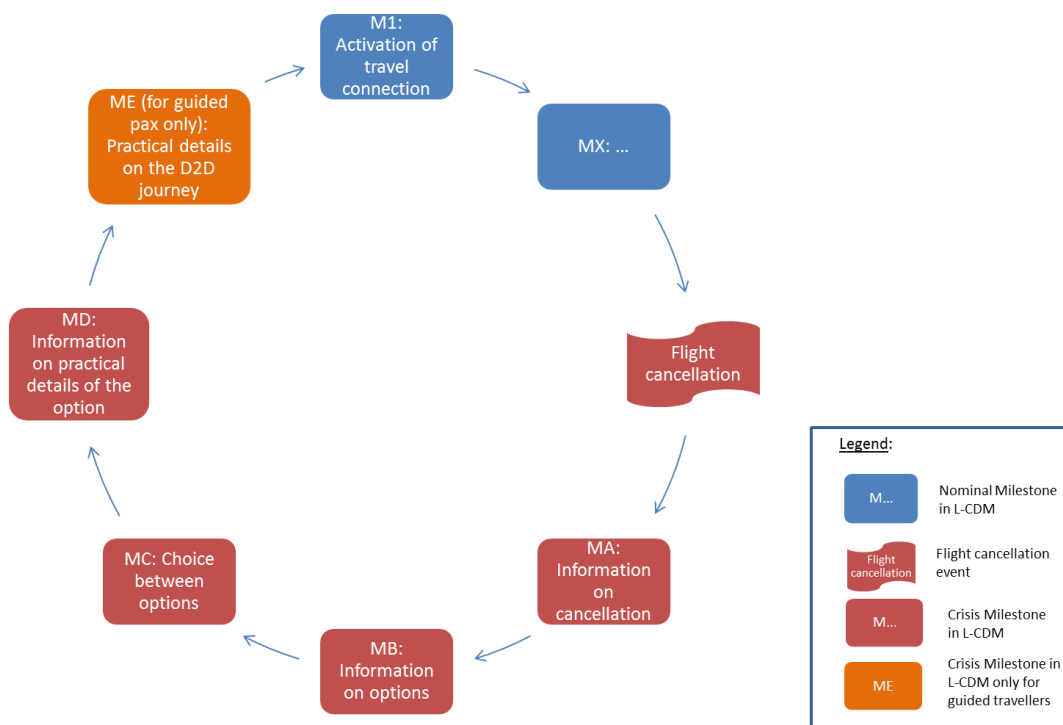 M1:
Activation of
travel
connection
MX: ...
Flight
cancellation
MA:
Information
on
cancellation
MB:
Information
on options
MC: Choice
between
options
MD:
Information
on practical
details of the
option
ME (for guided
pax only):
Practical details
on the D2D
journey
Legend:
M...
Nominal Milestone
in L-CDM
Flight
cancellation
Flight cancellation
event
M...
Crisis Milestone
in L-CDM
ME
Crisis Milestone in
L-CDM only for
guided travellers